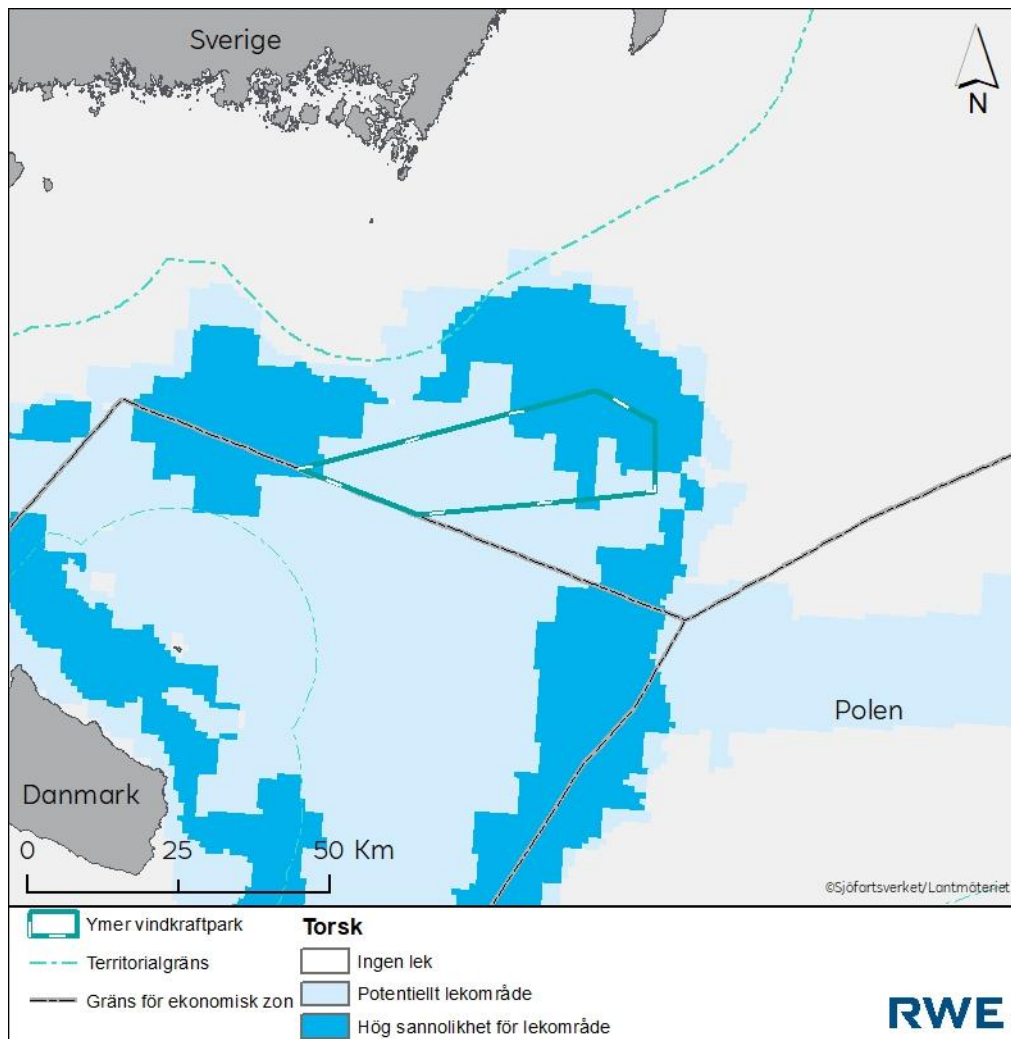 Sverige
N
Polen
Danmark
0 25 50 Km
©Sjöfartsverket/Lantmäteriet
Ymer vindkraftpark
Territorialgräns
Gräns för ekonomisk zon
Torsk
Ingen lek
Potentiellt lekområde
Hög sannolikhet för lekområde
RWE